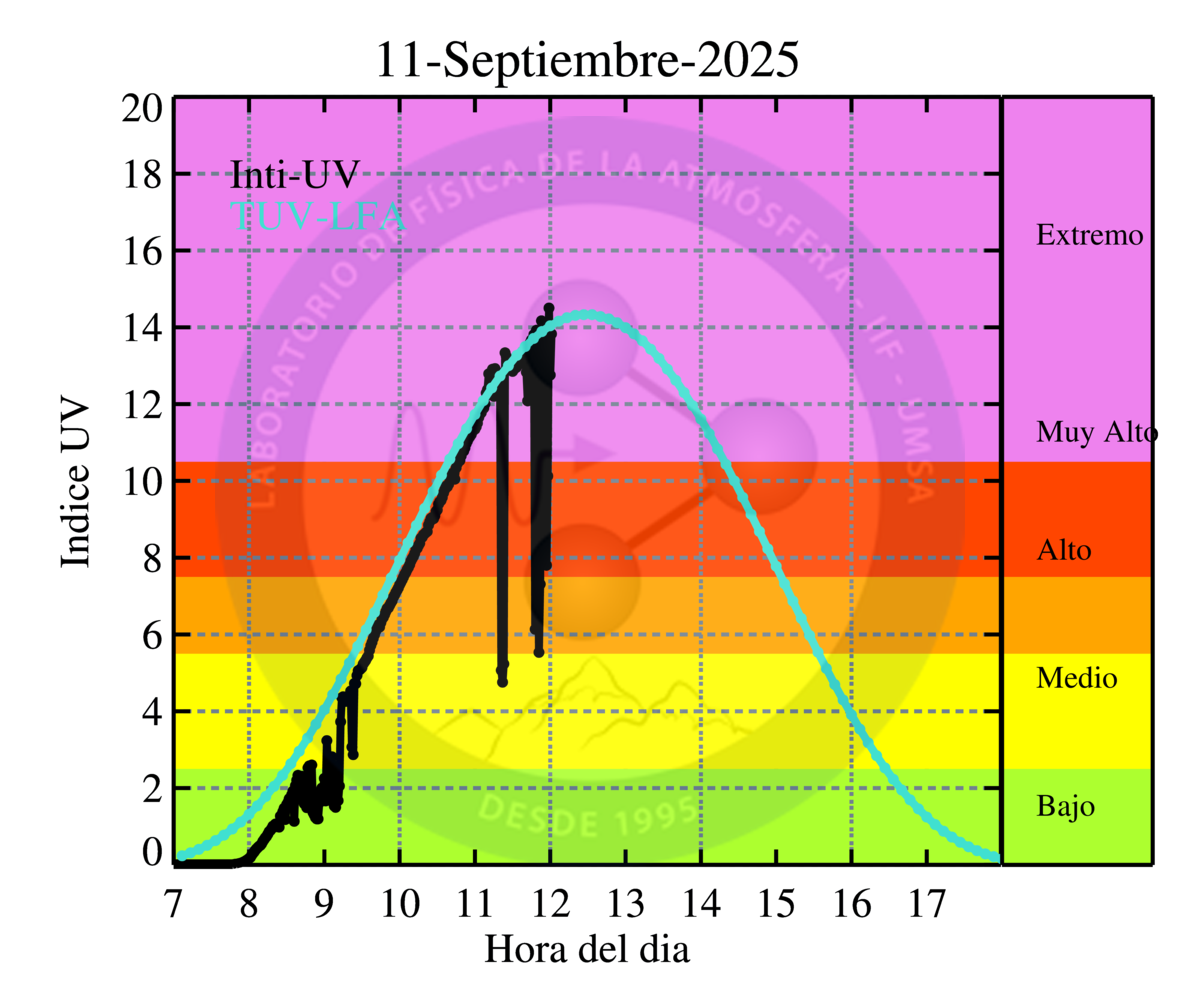 11-Septiembre-2025
20
18
16
14
12
10
8
6
4
2
0
Indice UV
Inti-UV
TUV-LFA
LABORATORIO DE FÍSICA DE LA ATMÓSFERA - IIF - UMSA
DESDE 1995
Extremo
Muy Alto
Alto
Medio
Bajo
7 8 9 10 11 12 13 14 15 16 17
Hora del dia